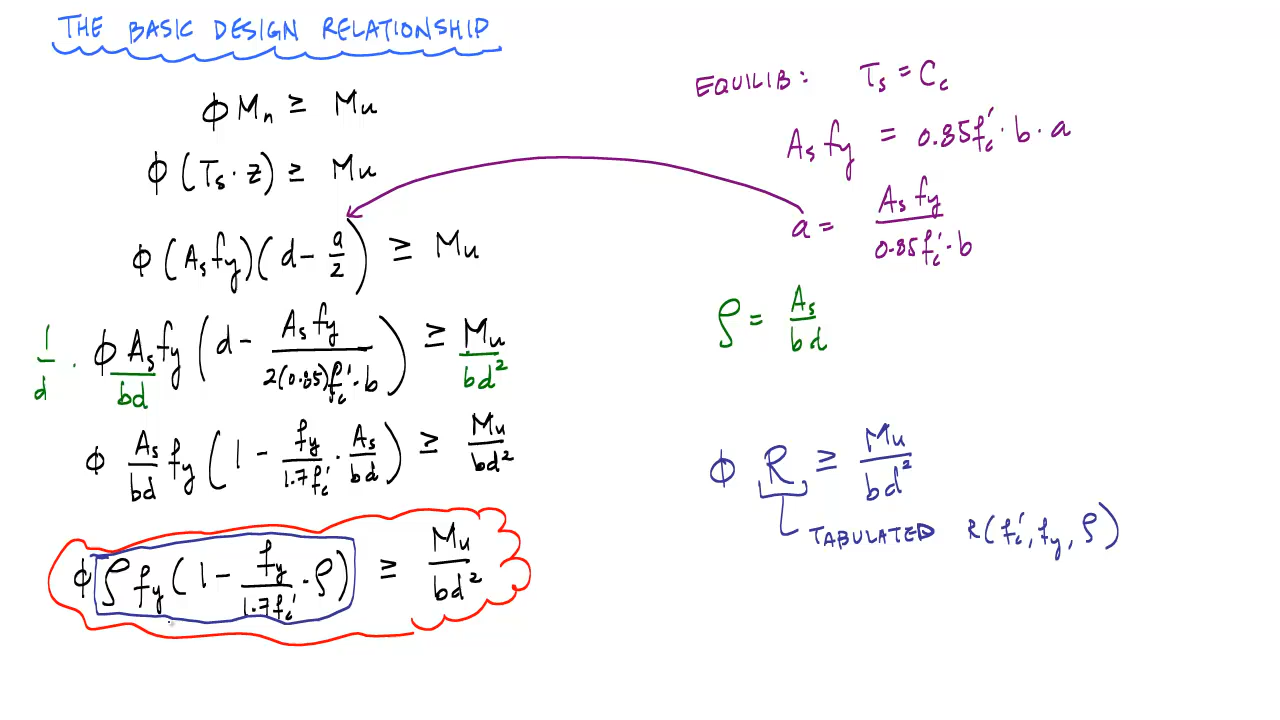 THE BASIC DESIGN RELATIONSHIP
ϕ Mn ≥ Mu
ϕ (Ts · z) ≥ Mu
ϕ (As fy)(d − a/2) ≥ Mu
1/d · ϕ As/bd fy (d − As fy / 2(0.85)f'c · b) ≥ Mu/bd²
ϕ As/bd fy (1 − fy/1.7f'c · As/bd) ≥ Mu/bd²
ϕ ρ fy (1 − fy/1.7f'c · ρ) ≥ Mu/bd²
EQUILIB: Ts = Cc
As fy = 0.85f'c · b · a
a = As fy / 0.85f'c · b
ρ = As/bd
ϕ R ≥ Mu/bd²
TABULATED R(f'c, fy, ρ)